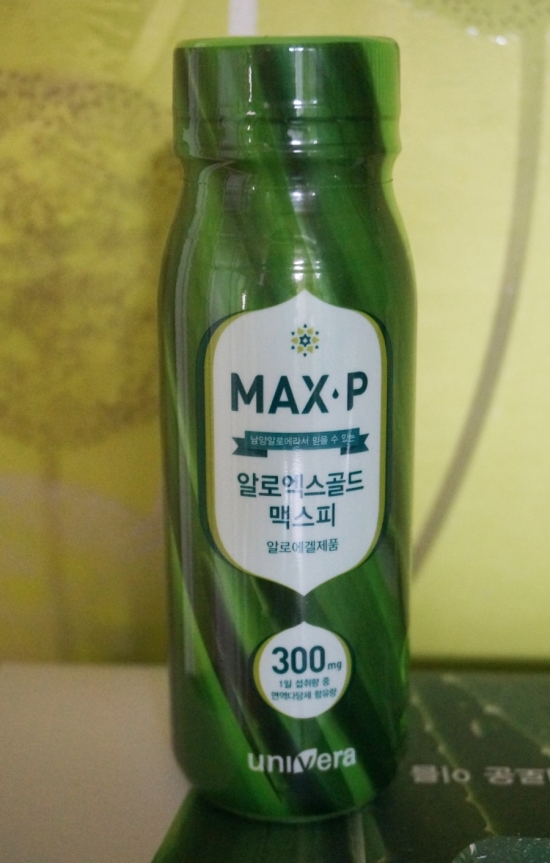 MAX·P
남양알로에라서 믿을 수 있는
알로엑스골드
맥스피
알로에겔제품
300mg
1일 섭취량 중
면역다당체 함유량
univera